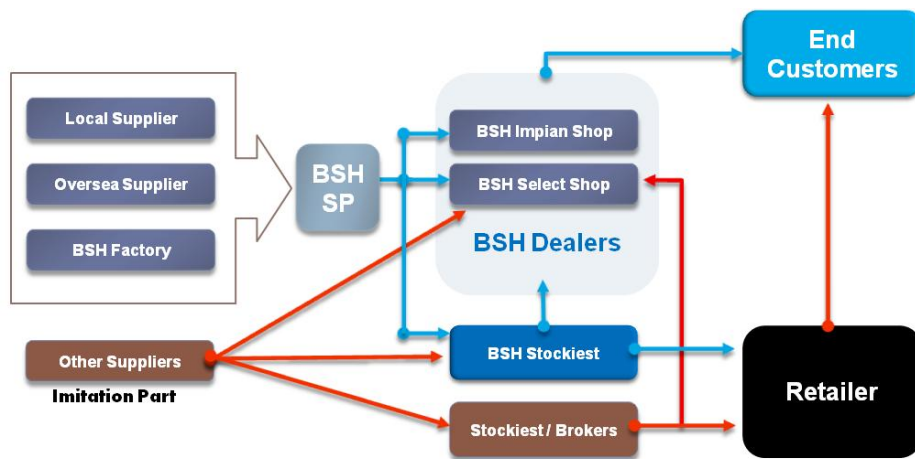 End
Customers
Local Supplier
Oversea Supplier
BSH Factory
BSH
SP
BSH Impian Shop
BSH Select Shop
BSH Dealers
Other Suppliers
Imitation Part
BSH Stockiest
Stockiest / Brokers
Retailer